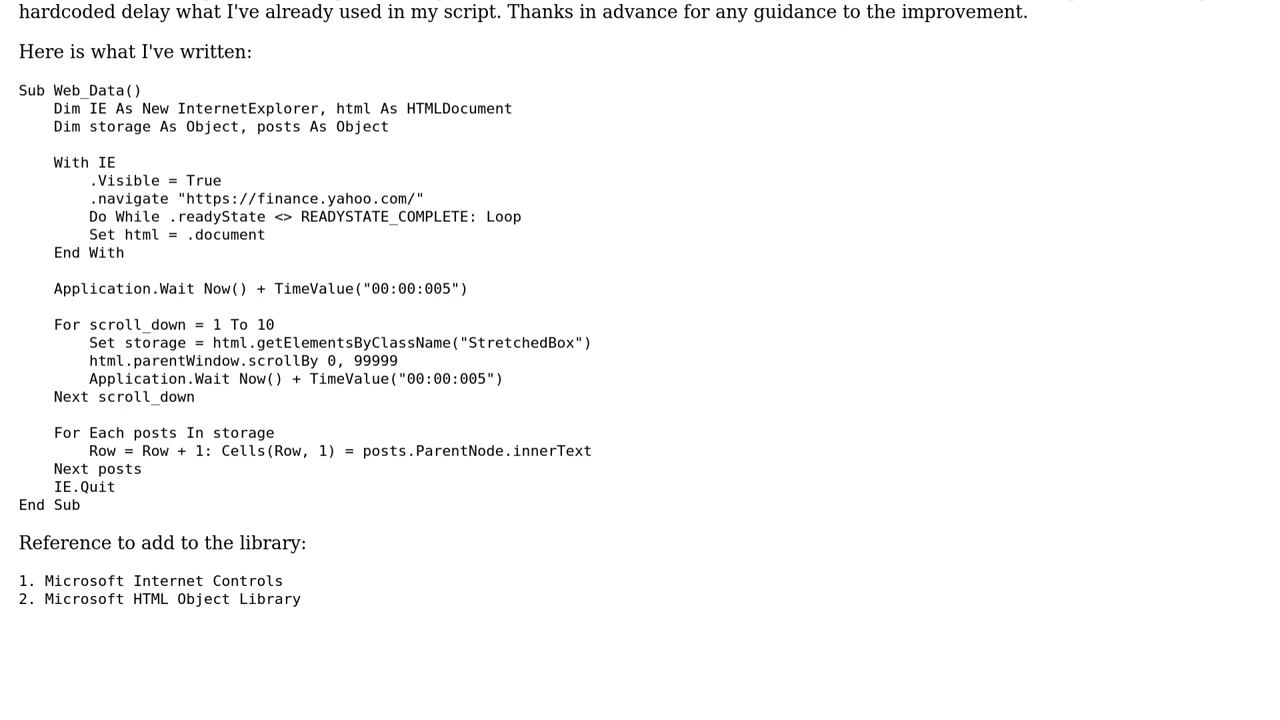 hardcoded delay what I've already used in my script. Thanks in advance for any guidance to the improvement.
Here is what I've written:
Sub Web_Data()
    Dim IE As New InternetExplorer, html As HTMLDocument
    Dim storage As Object, posts As Object

    With IE
        .Visible = True
        .navigate "https://finance.yahoo.com/"
        Do While .readyState <> READYSTATE_COMPLETE: Loop
        Set html = .document
    End With

    Application.Wait Now() + TimeValue("00:00:005")

    For scroll_down = 1 To 10
        Set storage = html.getElementsByClassName("StretchedBox")
        html.parentWindow.scrollBy 0, 99999
        Application.Wait Now() + TimeValue("00:00:005")
    Next scroll_down

    For Each posts In storage
        Row = Row + 1: Cells(Row, 1) = posts.ParentNode.innerText
    Next posts
    IE.Quit
End Sub
Reference to add to the library:
1. Microsoft Internet Controls
2. Microsoft HTML Object Library